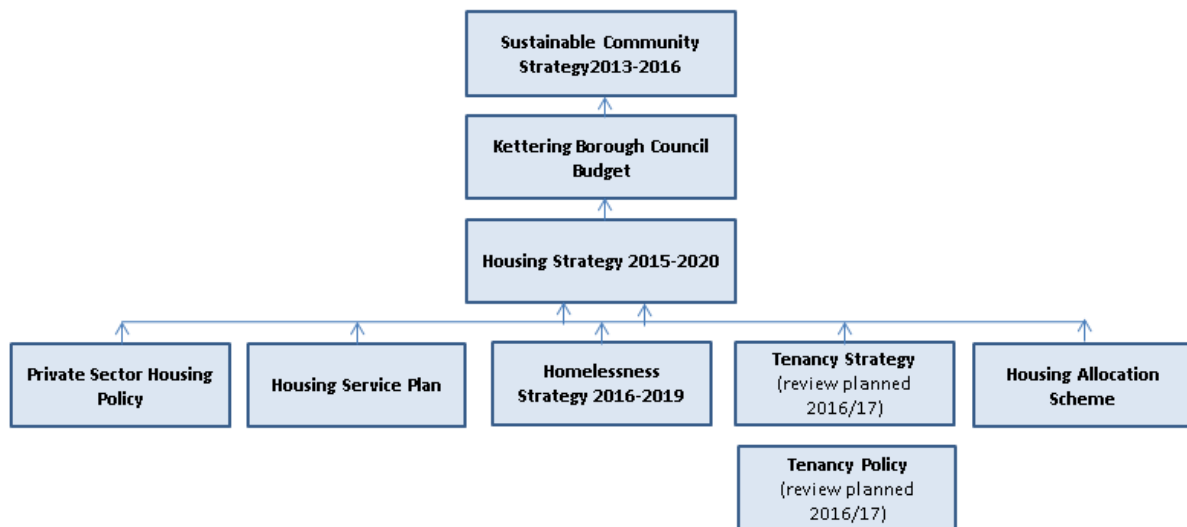 Sustainable Community
Strategy2013-2016
Kettering Borough Council
Budget
Housing Strategy 2015-2020
Private Sector Housing
Policy
Housing Service Plan
Homelessness
Strategy 2016-2019
Tenancy Strategy
(review planned
2016/17)
Housing Allocation
Scheme
Tenancy Policy
(review planned
2016/17)